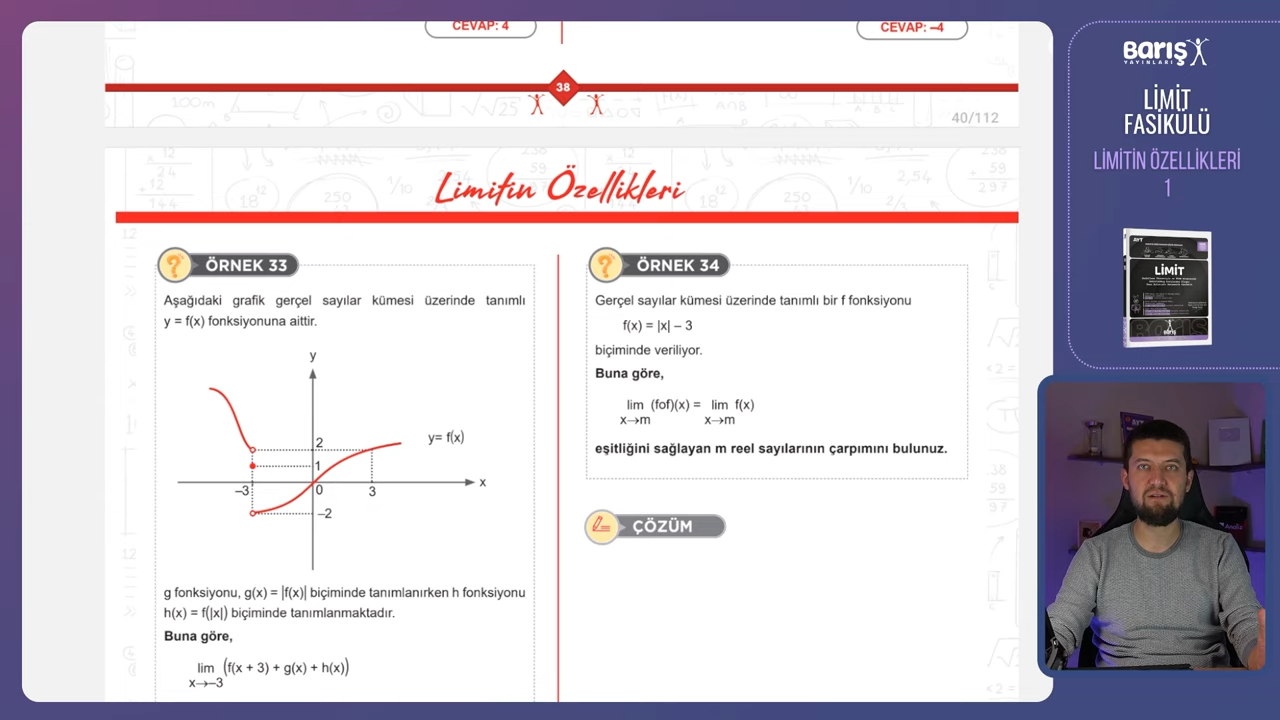 CEVAP: 4
CEVAP: –4
38
40/112
Limitin Özellikleri
ÖRNEK 33
Aşağıdaki grafik gerçel sayılar kümesi üzerinde tanımlı
y = f(x) fonksiyonuna aittir.
y
2
y= f(x)
1
x
–3
0
3
–2
g fonksiyonu, g(x) = |f(x)| biçiminde tanımlanırken h fonksiyonu
h(x) = f(|x|) biçiminde tanımlanmaktadır.
Buna göre,
lim (f(x + 3) + g(x) + h(x))
x→–3
ÖRNEK 34
Gerçel sayılar kümesi üzerinde tanımlı bir f fonksiyonu
f(x) = |x| – 3
biçiminde veriliyor.
Buna göre,
lim (fof)(x) = lim f(x)
x→m x→m
eşitliğini sağlayan m reel sayılarının çarpımını bulunuz.
ÇÖZÜM
Barış
YAYINLARI
LİMİT
FASİKÜLÜ
LİMİTİN ÖZELLİKLERİ
1
AYT
LİMİT
BARIŞ